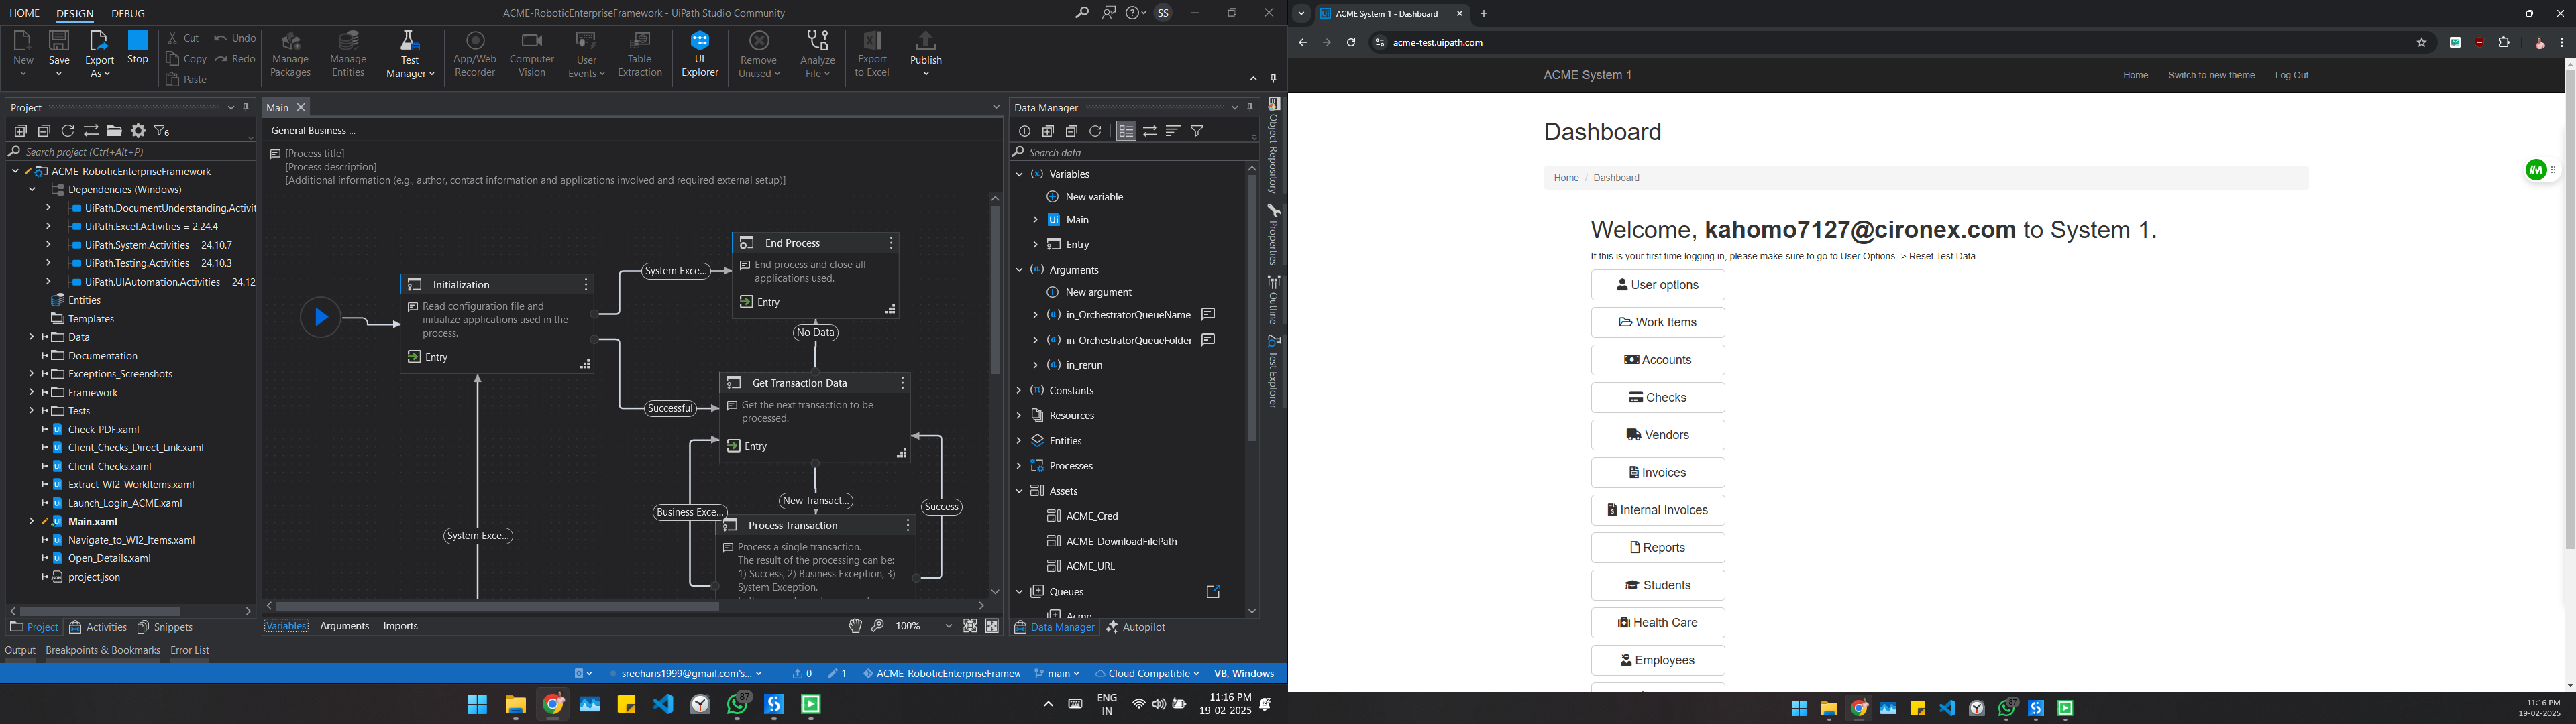 HOME DESIGN DEBUG
ACME-RoboticEnterpriseFramework - UiPath Studio Community
SS
New
Save
Export As
Stop
Cut
Copy
Paste
Undo
Redo
Manage Packages
Manage Entities
Test Manager
App/Web Recorder
Computer Vision
User Events
Table Extraction
UI Explorer
Remove Unused
Analyze File
Export to Excel
Publish
Project
6
Search project (Ctrl+Alt+P)
ACME-RoboticEnterpriseFramework
Dependencies (Windows)
UiPath.DocumentUnderstanding.Activit
UiPath.Excel.Activities = 2.24.4
UiPath.System.Activities = 24.10.7
UiPath.Testing.Activities = 24.10.3
UiPath.UIAutomation.Activities = 24.12
Entities
Templates
Data
Documentation
Exceptions_Screenshots
Framework
Tests
Check_PDF.xaml
Client_Checks_Direct_Link.xaml
Client_Checks.xaml
Extract_WI2_WorkItems.xaml
Launch_Login_ACME.xaml
Main.xaml
Navigate_to_WI2_Items.xaml
Open_Details.xaml
project.json
Project Activities Snippets
Main
General Business ...
[Process title]
[Process description]
[Additional information (e.g., author, contact information and applications involved and required external setup)]
Initialization
Read configuration file and
initialize applications used in the
process.
Entry
System Exce...
End Process
End process and close all
applications used.
Entry
No Data
Successful
Get Transaction Data
Get the next transaction to be
processed.
Entry
New Transact...
Business Exce...
Success
System Exce...
Process Transaction
Process a single transaction.
The result of the processing can be:
1) Success, 2) Business Exception, 3)
System Exception.
Variables Arguments Imports
100%
Data Manager
Search data
Variables
New variable
Main
Entry
Arguments
New argument
in_OrchestratorQueueName
in_OrchestratorQueueFolder
in_rerun
Constants
Resources
Entities
Processes
Assets
ACME_Cred
ACME_DownloadFilePath
ACME_URL
Queues
Acme
Data Manager Autopilot
Object Repository
Properties
Outline
Test Explorer
Output Breakpoints & Bookmarks Error List
sreeharis1999@gmail.com's...
0
1
ACME-RoboticEnterpriseFramew
main
Cloud Compatible
VB, Windows
87
ENG
IN
11:16 PM
19-02-2025
ACME System 1 - Dashboard
acme-test.uipath.com
ACME System 1
Home Switch to new theme Log Out
Dashboard
Home / Dashboard
Welcome, kahomo7127@cironex.com to System 1.
If this is your first time logging in, please make sure to go to User Options -> Reset Test Data
User options
Work Items
Accounts
Checks
Vendors
Invoices
Internal Invoices
Reports
Students
Health Care
Employees
11:16 PM
19-02-2025